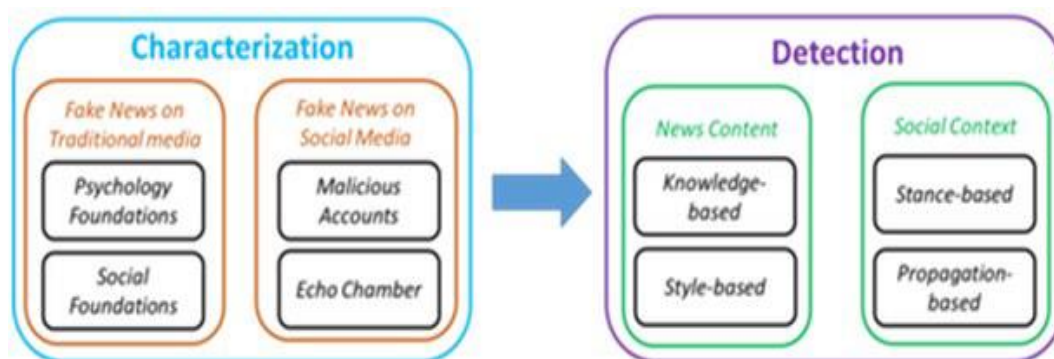 Characterization
Fake News on
Traditional media
Psychology
Foundations
Social
Foundations
Fake News on
Social Media
Malicious
Accounts
Echo Chamber
Detection
News Content
Knowledge-
based
Style-based
Social Context
Stance-based
Propagation-
based